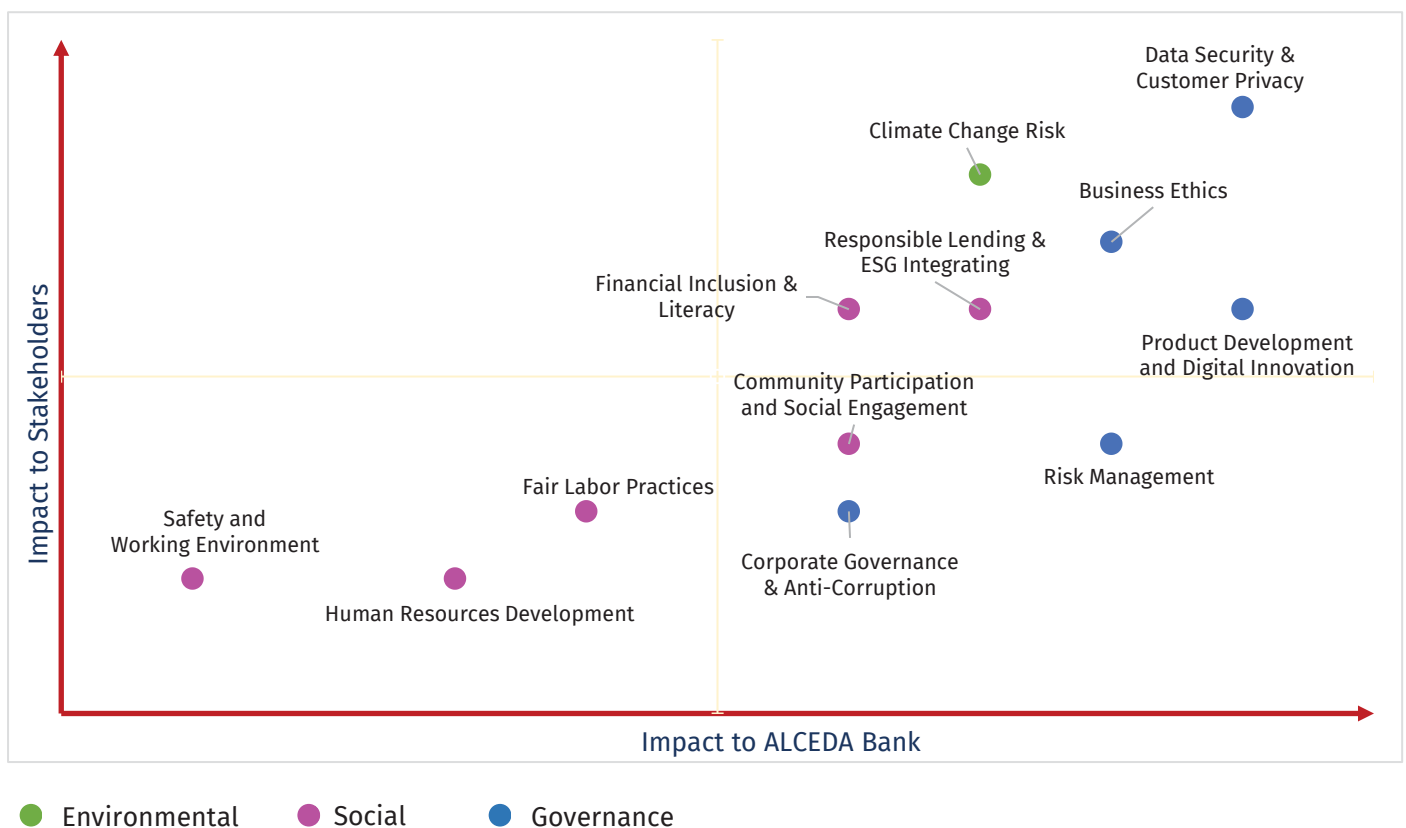 Data Security &
Customer Privacy
Climate Change Risk
Business Ethics
Responsible Lending &
ESG Integrating
Financial Inclusion &
Literacy
Product Development
and Digital Innovation
Community Participation
and Social Engagement
Risk Management
Fair Labor Practices
Safety and
Working Environment
Corporate Governance
& Anti-Corruption
Human Resources Development
Impact to Stakeholders
Impact to ALCEDA Bank
Environmental
Social
Governance